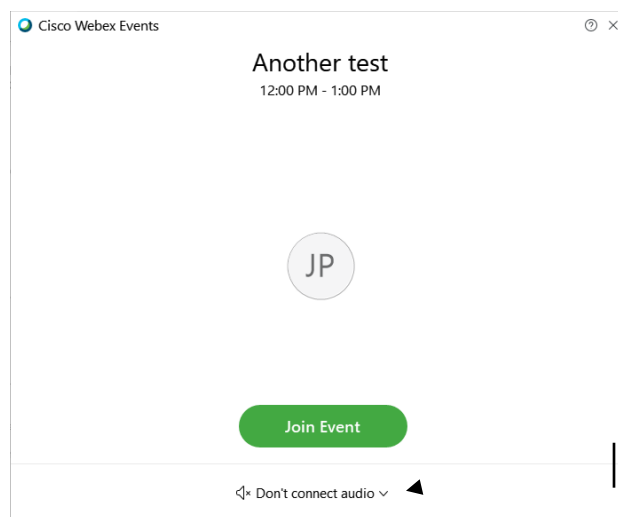 Cisco Webex Events
Another test
12:00 PM - 1:00 PM
JP
Join Event
Don't connect audio